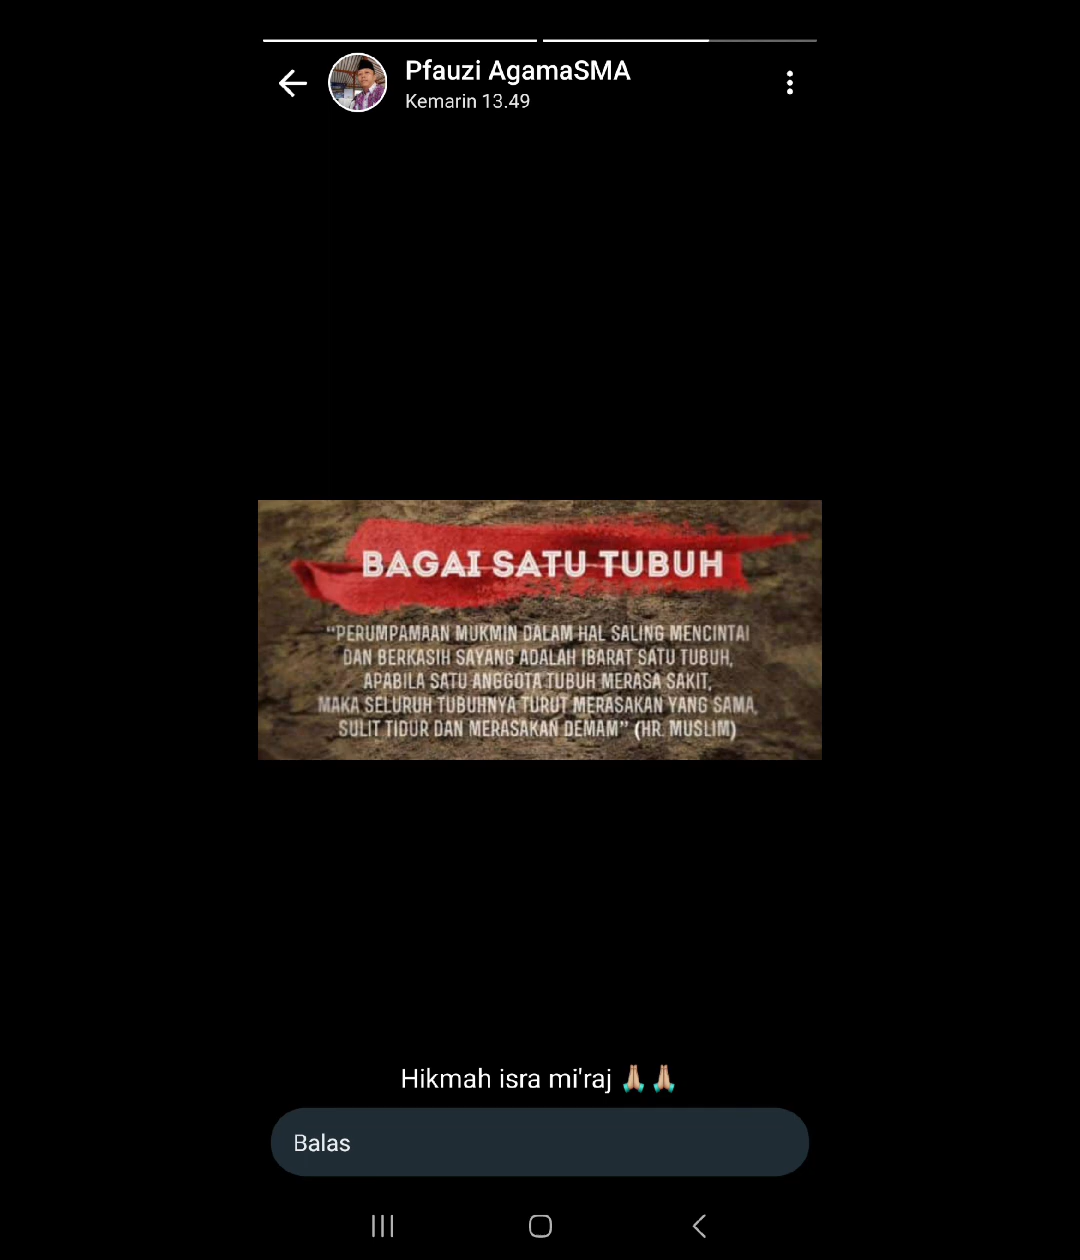 Pfauzi AgamaSMA
Kemarin 13.49
BAGAI SATU TUBUH
“PERUMPAMAAN MUKMIN DALAM HAL SALING MENCINTAI
DAN BERKASIH SAYANG ADALAH IBARAT SATU TUBUH,
APABILA SATU ANGGOTA TUBUH MERASA SAKIT,
MAKA SELURUH TUBUHNYA TURUT MERASAKAN YANG SAMA,
SULIT TIDUR DAN MERASAKAN DEMAM” (HR. MUSLIM)
Hikmah isra mi'raj 🙏🏼🙏🏼
Balas